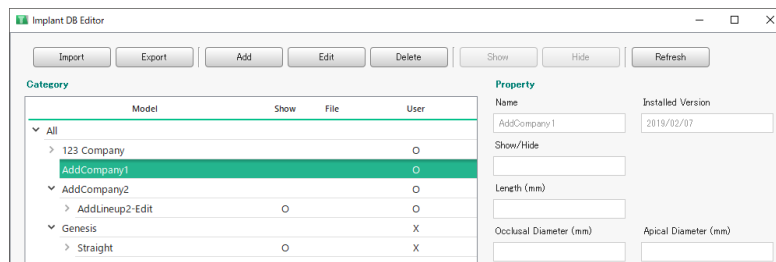 Implant DB Editor
Import Export Add Edit Delete Show Hide Refresh
Category
Model Show File User
All
123 Company O
AddCompany1 O
AddCompany2 O
AddLineup2-Edit O O
Genesis X
Straight O X
Property
Name Installed Version
AddCompany1 2019/02/07
Show/Hide
Length (mm)
Occlusal Diameter (mm) Apical Diameter (mm)